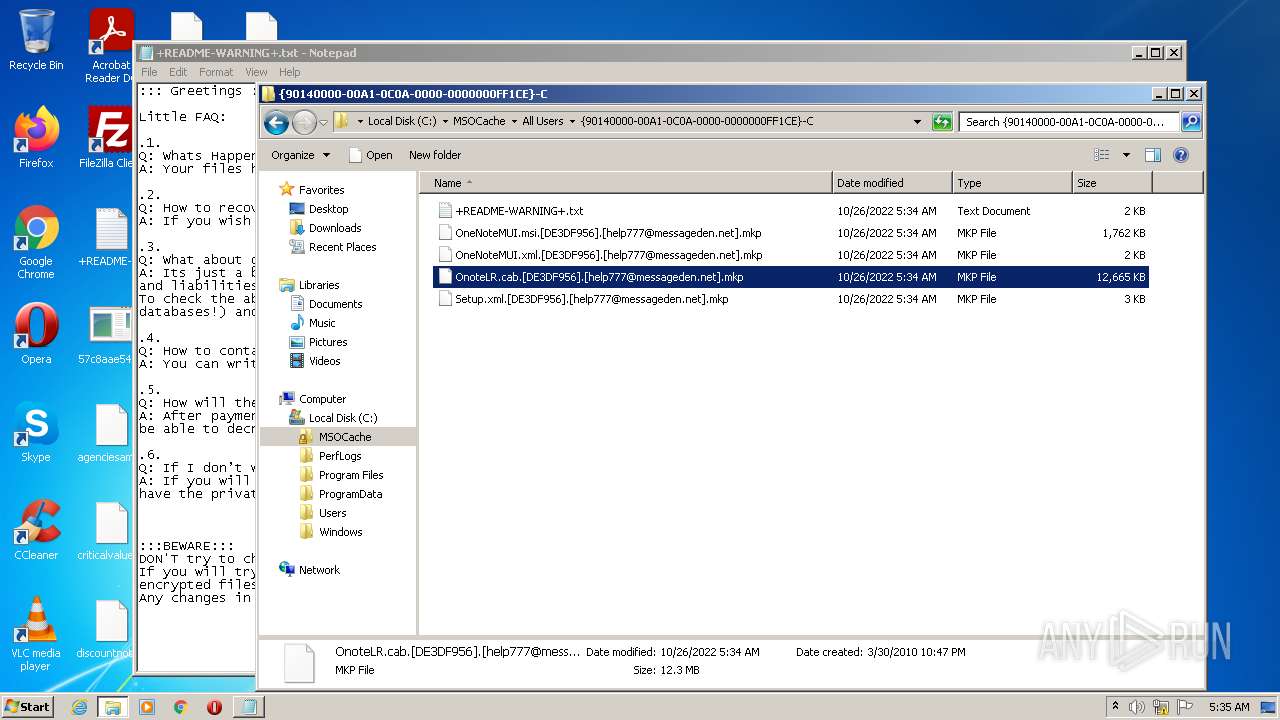 Recycle Bin
Acrobat
Reader D
Firefox
FileZilla Clie
Google
Chrome
+README-
Opera
57c8aae54
Skype
agenciesam
CCleaner
criticalvalue
VLC media
player
discountnot
+README-WARNING+.txt - Notepad
File Edit Format View Help
::: Greetings :
Little FAQ:
.1.
Q: Whats Happen
A: Your files h
.2.
Q: How to recov
A: If you wish
.3.
Q: What about g
A: Its just a b
and liabilities
To check the ab
databases!) and
.4.
Q: How to conta
A: You can writ
.5.
Q: How will the
A: After paymen
be able to decr
.6.
Q: If I don't w
A: If you will
have the privat
:::BEWARE:::
DON'T try to ch
If you will try
encrypted files
Any changes in
{90140000-00A1-0C0A-0000-0000000FF1CE}-C
Local Disk (C:) MSOCache All Users {90140000-00A1-0C0A-0000-0000000FF1CE}-C
Search {90140000-00A1-0C0A-0000-0...
Organize Open New folder
Favorites
Desktop
Downloads
Recent Places
Libraries
Documents
Music
Pictures
Videos
Computer
Local Disk (C:)
MSOCache
PerfLogs
Program Files
ProgramData
Users
Windows
Network
Name Date modified Type Size
+README-WARNING+.txt 10/26/2022 5:34 AM Text Document 2 KB
OneNoteMUI.msi.[DE3DF956].[help777@messageden.net].mkp 10/26/2022 5:34 AM MKP File 1,762 KB
OneNoteMUI.xml.[DE3DF956].[help777@messageden.net].mkp 10/26/2022 5:34 AM MKP File 2 KB
OnoteLR.cab.[DE3DF956].[help777@messageden.net].mkp 10/26/2022 5:34 AM MKP File 12,665 KB
Setup.xml.[DE3DF956].[help777@messageden.net].mkp 10/26/2022 5:34 AM MKP File 3 KB
OnoteLR.cab.[DE3DF956].[help777@mess... Date modified: 10/26/2022 5:34 AM Date created: 3/30/2010 10:47 PM
MKP File Size: 12.3 MB
ANY RUN
Start
5:35 AM